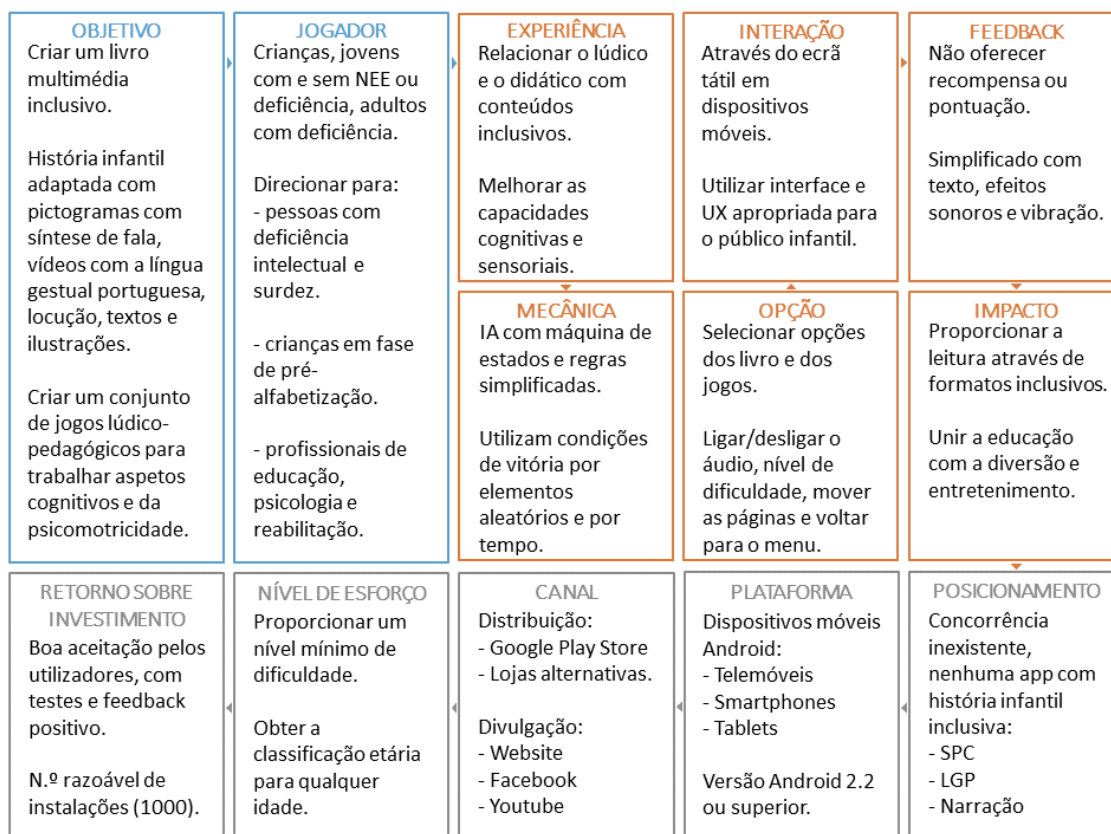 OBJETIVO
Criar um livro
multimédia
inclusivo.
História infantil
adaptada com
pictogramas com
síntese de fala,
vídeos com a língua
gestual portuguesa,
locução, textos e
ilustrações.
Criar um conjunto
de jogos lúdico-
pedagógicos para
trabalhar aspetos
cognitivos e da
psicomotricidade.
JOGADOR
Crianças, jovens
com e sem NEE ou
deficiência, adultos
com deficiência.
Direcionar para:
- pessoas com
deficiência
intelectual e
surdez.
- crianças em fase
de pré-
alfabetização.
- profissionais de
educação,
psicologia e
reabilitação.
EXPERIÊNCIA
Relacionar o lúdico
e o didático com
conteúdos
inclusivos.
Melhorar as
capacidades
cognitivas e
sensoriais.
MECÂNICA
IA com máquina de
estados e regras
simplificadas.
Utilizam condições
de vitória por
elementos
aleatórios e por
tempo.
OPÇÃO
Selecionar opções
dos livro e dos
jogos.
Ligar/desligar o
áudio, nível de
dificuldade, mover
as páginas e voltar
para o menu.
INTERAÇÃO
Através do ecrã
tátil em
dispositivos
móveis.
Utilizar interface e
UX apropriada para
o público infantil.
FEEDBACK
Não oferecer
recompensa ou
pontuação.
Simplificado com
texto, efeitos
sonoros e vibração.
IMPACTO
Proporcionar a
leitura através de
formatos inclusivos.
Unir a educação
com a diversão e
entretenimento.
POSICIONAMENTO
Concorrência
inexistente,
nenhuma app com
história infantil
inclusiva:
- SPC
- LGP
- Narração
PLATAFORMA
Dispositivos móveis
Android:
- Telemóveis
- Smartphones
- Tablets
Versão Android 2.2
ou superior.
CANAL
Distribuição:
- Google Play Store
- Lojas alternativas.
Divulgação:
- Website
- Facebook
- Youtube
NÍVEL DE ESFORÇO
Proporcionar um
nível mínimo de
dificuldade.
Obter a
classificação etária
para qualquer
idade.
RETORNO SOBRE
INVESTIMENTO
Boa aceitação pelos
utilizadores, com
testes e feedback
positivo.
N.º razoável de
instalações (1000).